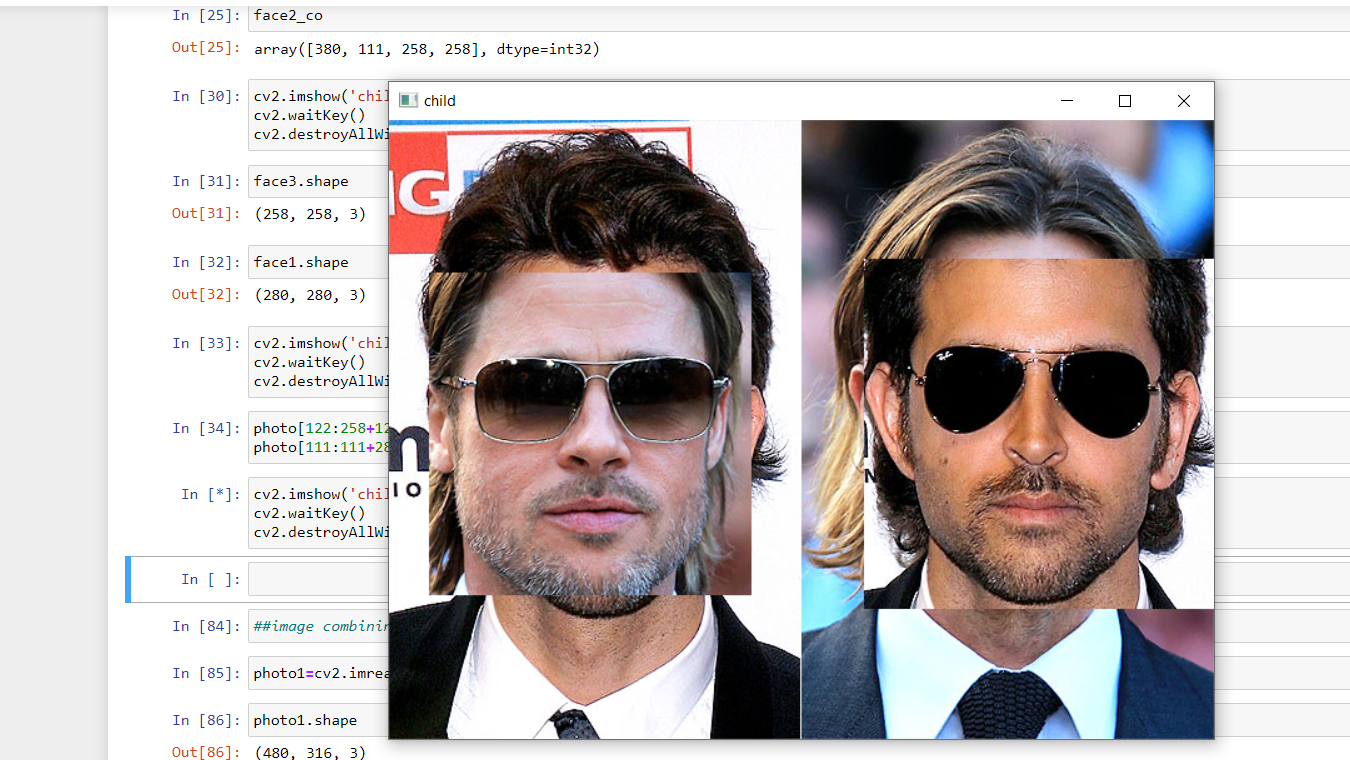 In [25]: face2_co
Out[25]: array([380, 111, 258, 258], dtype=int32)
In [30]: cv2.imshow('chil
cv2.waitKey()
cv2.destroyAllWi
child
In [31]: face3.shape
Out[31]: (258, 258, 3)
In [32]: face1.shape
Out[32]: (280, 280, 3)
In [33]: cv2.imshow('chil
cv2.waitKey()
cv2.destroyAllWi
In [34]: photo[122:258+12
photo[111:111+28
In [*]: cv2.imshow('chil
cv2.waitKey()
cv2.destroyAllWi
In [ ]:
In [84]: ##image combinin
In [85]: photo1=cv2.imrea
In [86]: photo1.shape
Out[86]: (480, 316, 3)
IG
n
IO
Ray-Ban
N